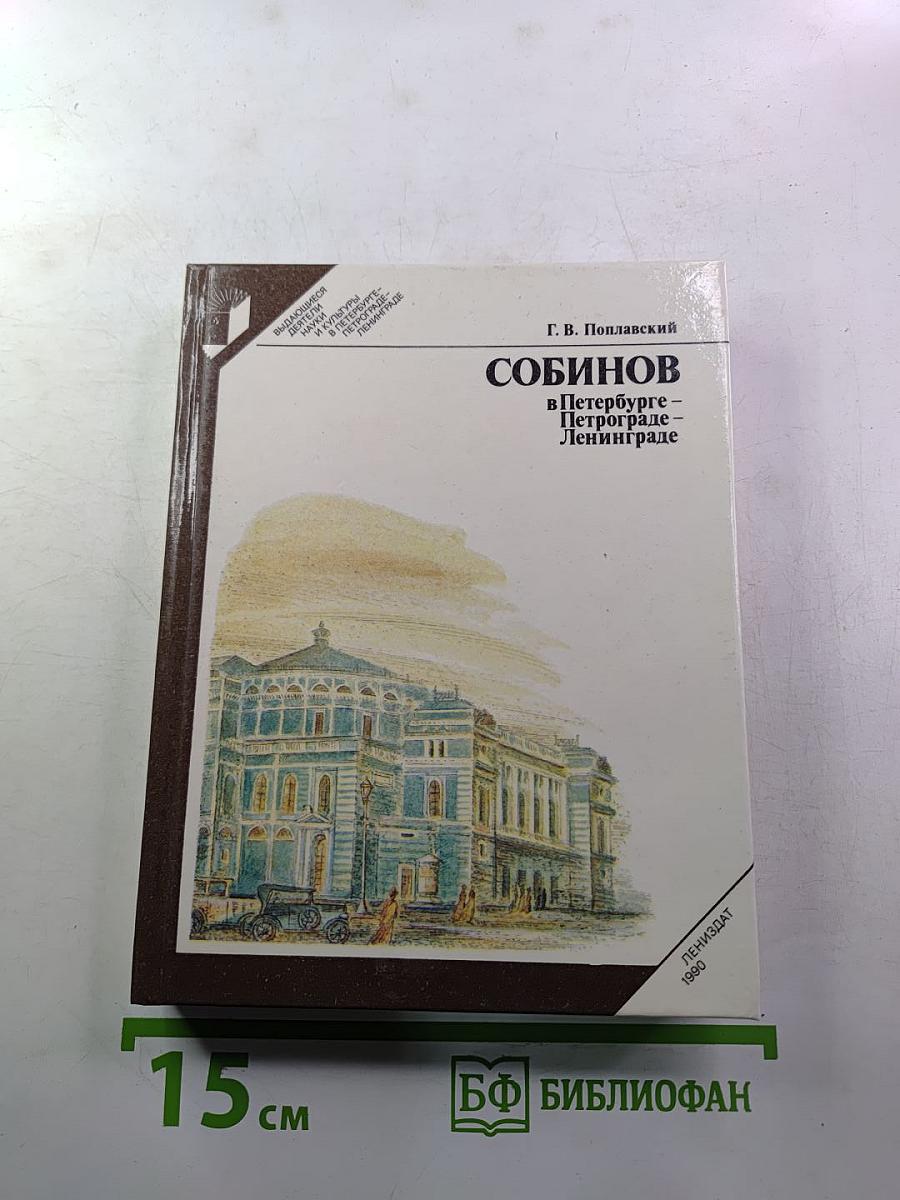 ВЫДАЮЩИЕСЯ
ДЕЯТЕЛИ
НАУКИ
И КУЛЬТУРЫ
В ПЕТЕРБУРГЕ–
ПЕТРОГРАДЕ–
ЛЕНИНГРАДЕ
Г. В. Поплавский
СОБИНОВ
в Петербурге –
Петрограде –
Ленинграде
ЛЕНИЗДАТ
1990
15 см
БФ БИБЛИОФАН